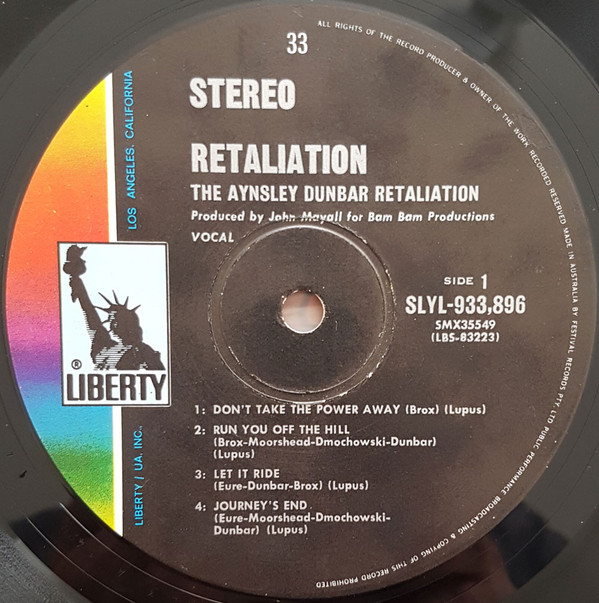 33
STEREO
RETALIATION
THE AYNSLEY DUNBAR RETALIATION
Produced by John Mayall for Bam Bam Productions
VOCAL
SIDE 1
SLYL-933,896
SMX35549
(LBS-83223)
1: DON'T TAKE THE POWER AWAY (Brox) (Lupus)
2: RUN YOU OFF THE HILL
(Brox-Moorshead-Dmochowski-Dunbar)
(Lupus)
3: LET IT RIDE
(Eure-Dunbar-Brox) (Lupus)
4: JOURNEY'S END
(Eure-Moorshead-Dmochowski-
Dunbar) (Lupus)
® LIBERTY
LIBERTY / UA. INC., LOS ANGELES, CALIFORNIA
ALL RIGHTS OF THE RECORD PRODUCER & OWNER OF THE WORK RECORDED RESERVED MADE IN AUSTRALIA BY FESTIVAL RECORDS PTY. LTD PUBLIC PERFORMANCE BROADCASTING & COPYING OF THIS RECORD PROHIBITED